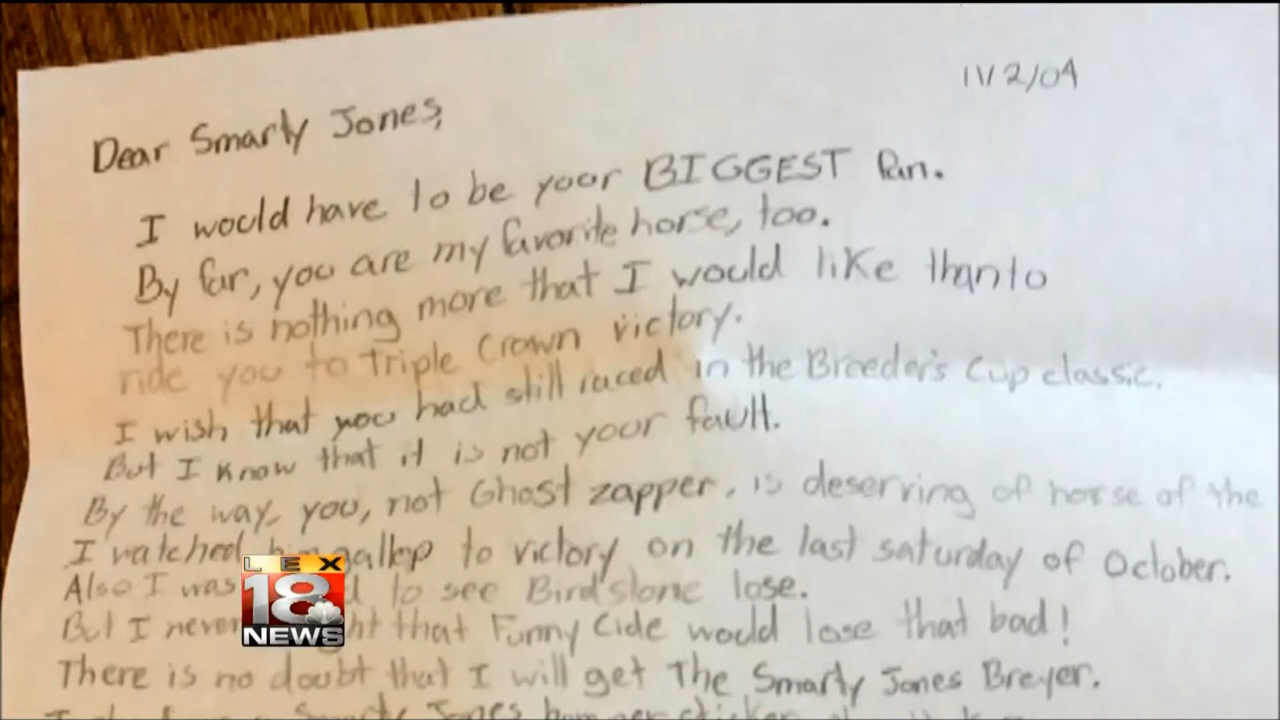 11/2/04
Dear Smarty Jones,
I would have to be your BIGGEST fan.
By far, you are my favorite horse, too.
There is nothing more that I would like than to
ride you to Triple Crown victory.
I wish that you had still raced in the Breeder's Cup classic.
But I know that it is not your fault.
By the way, you, not Ghost zapper, is deserving of horse of the
I watched gallop to victory on the last saturday of October.
Also I was to see Birdstone lose.
But I never that Funny Cide would lose that bad!
There is no doubt that I will get The Smarty Jones Breyer.
Smarty Jones
LEX
18
NEWS